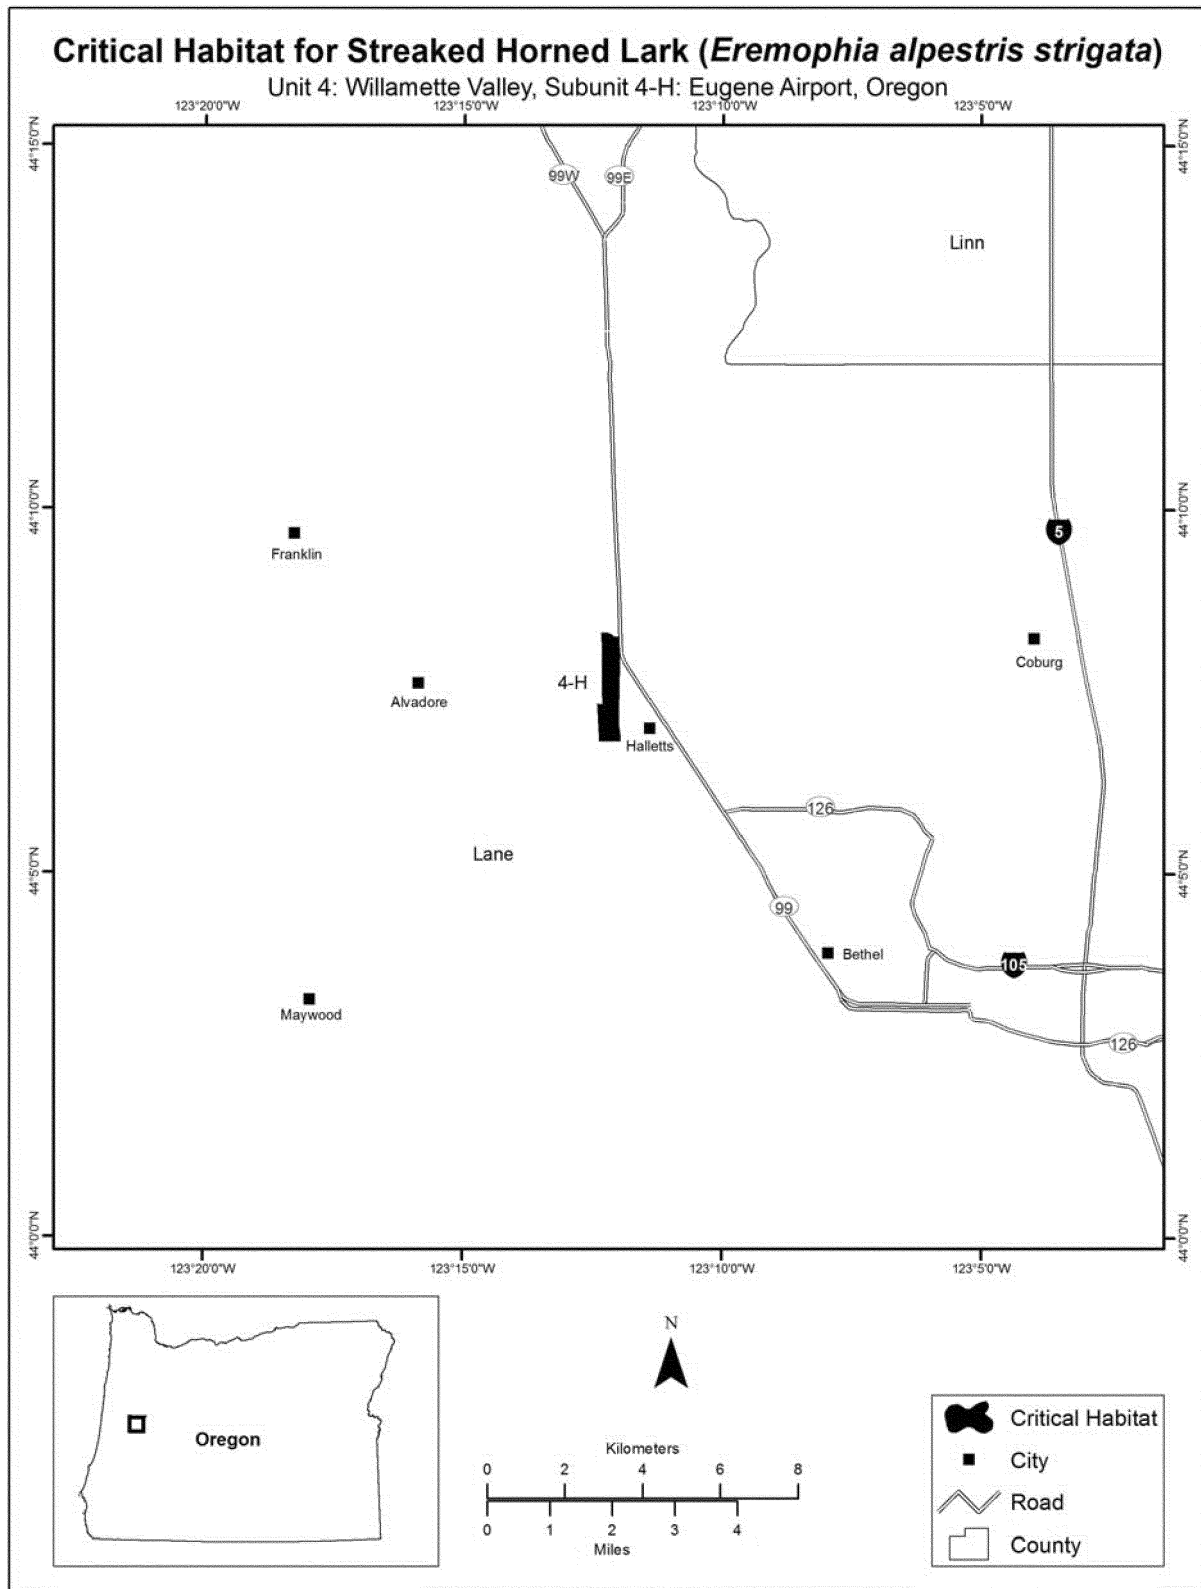 Critical Habitat for Streaked Horned Lark (Eremophia alpestris strigata)
Unit 4: Willamette Valley, Subunit 4-H: Eugene Airport, Oregon
123°20'0"W 123°15'0"W 123°10'0"W 123°5'0"W
44°15'0"N 44°15'0"N
99W 99E
Linn
44°10'0"N 44°10'0"N
5
Franklin
Coburg
4-H
Alvadore
Halletts
126
Lane
44°5'0"N 44°5'0"N
99
Bethel
105
Maywood
126
44°0'0"N 44°0'0"N
123°20'0"W 123°15'0"W 123°10'0"W 123°5'0"W
N
Oregon
Kilometers
0 2 4 6 8
0 1 2 3 4
Miles
Critical Habitat
City
Road
County